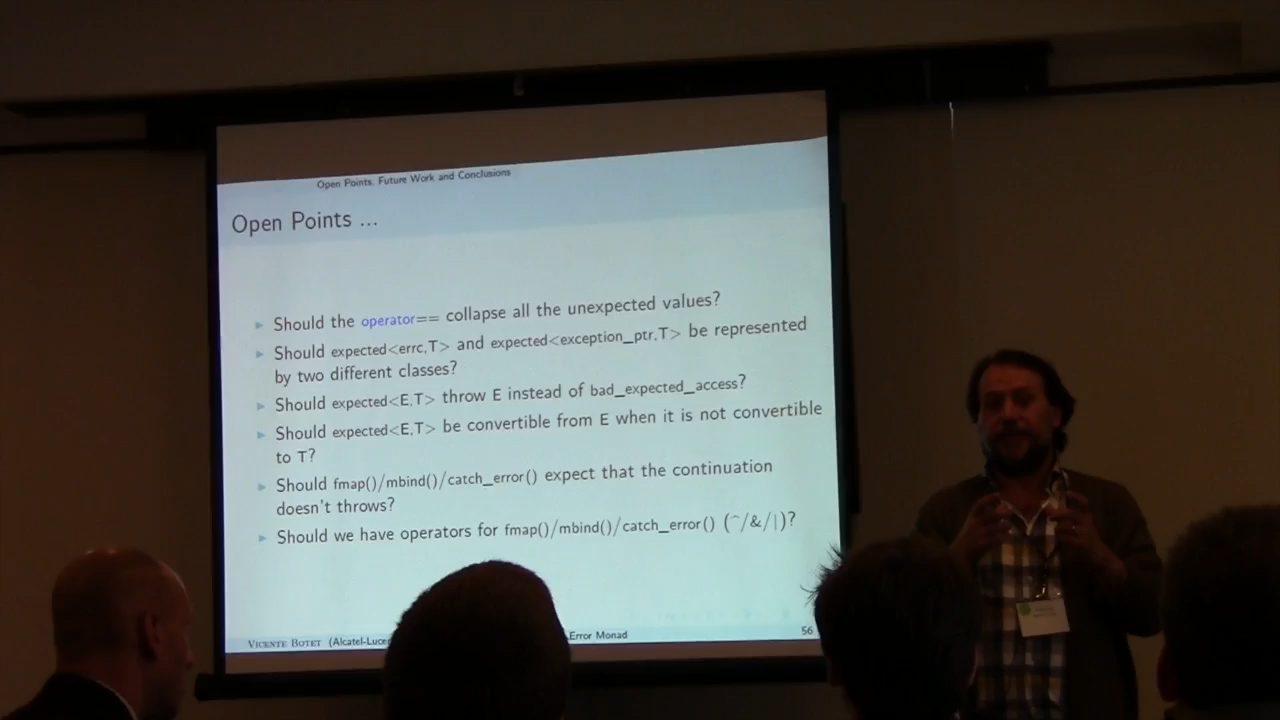 Open Points. Future Work and Conclusions
Open Points ...
Should the operator== collapse all the unexpected values?
Should expected<errc,T> and expected<exception_ptr,T> be represented
by two different classes?
Should expected<E,T> throw E instead of bad_expected_access?
Should expected<E,T> be convertible from E when it is not convertible
to T?
Should fmap()/mbind()/catch_error() expect that the continuation
doesn't throws?
Should we have operators for fmap()/mbind()/catch_error() (^/&/|)?
VICENTE BOTET (Alcatel-Luce Error Monad 56